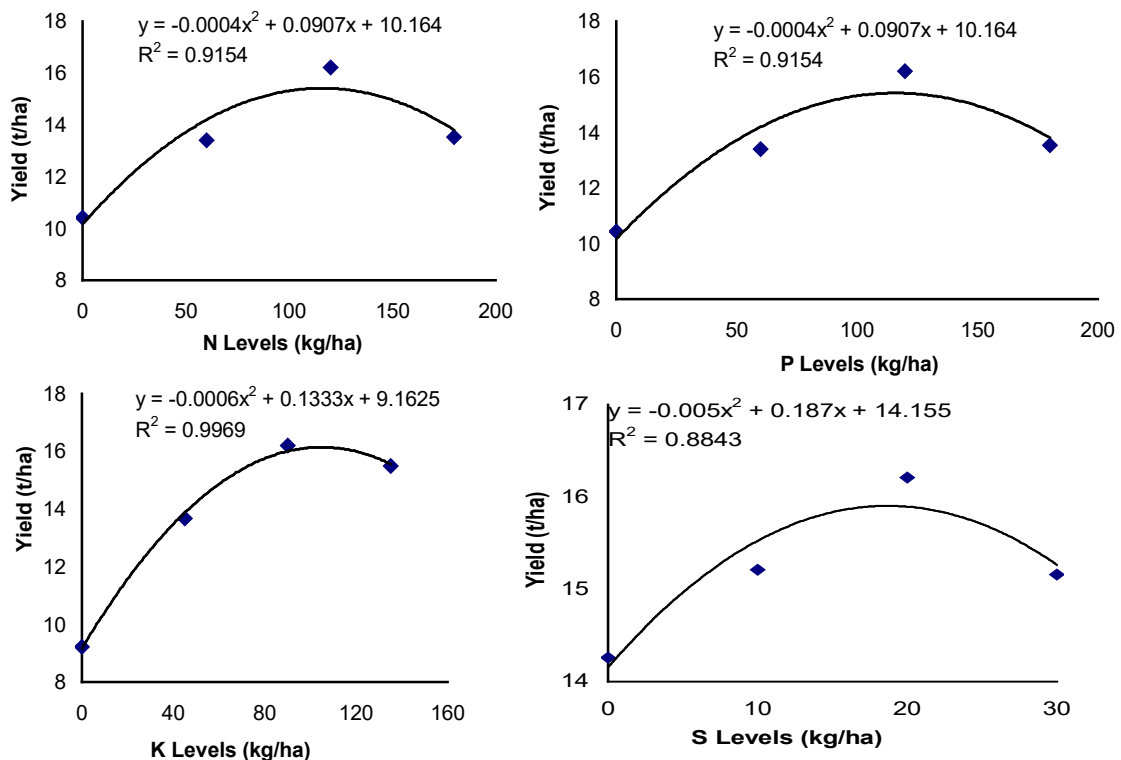 y = -0.0004x² + 0.0907x + 10.164
R² = 0.9154
18
16
14
12
10
8
Yield (t/ha)
0 50 100 150 200
N Levels (kg/ha)
y = -0.0004x² + 0.0907x + 10.164
R² = 0.9154
18
16
14
12
10
8
Yield (t/ha)
0 50 100 150 200
P Levels (kg/ha)
y = -0.0006x² + 0.1333x + 9.1625
R² = 0.9969
18
16
14
12
10
8
Yield (t/ha)
0 40 80 120 160
K Levels (kg/ha)
y = -0.005x² + 0.187x + 14.155
R² = 0.8843
17
16
15
14
Yield (t/ha)
0 10 20 30
S Levels (kg/ha)